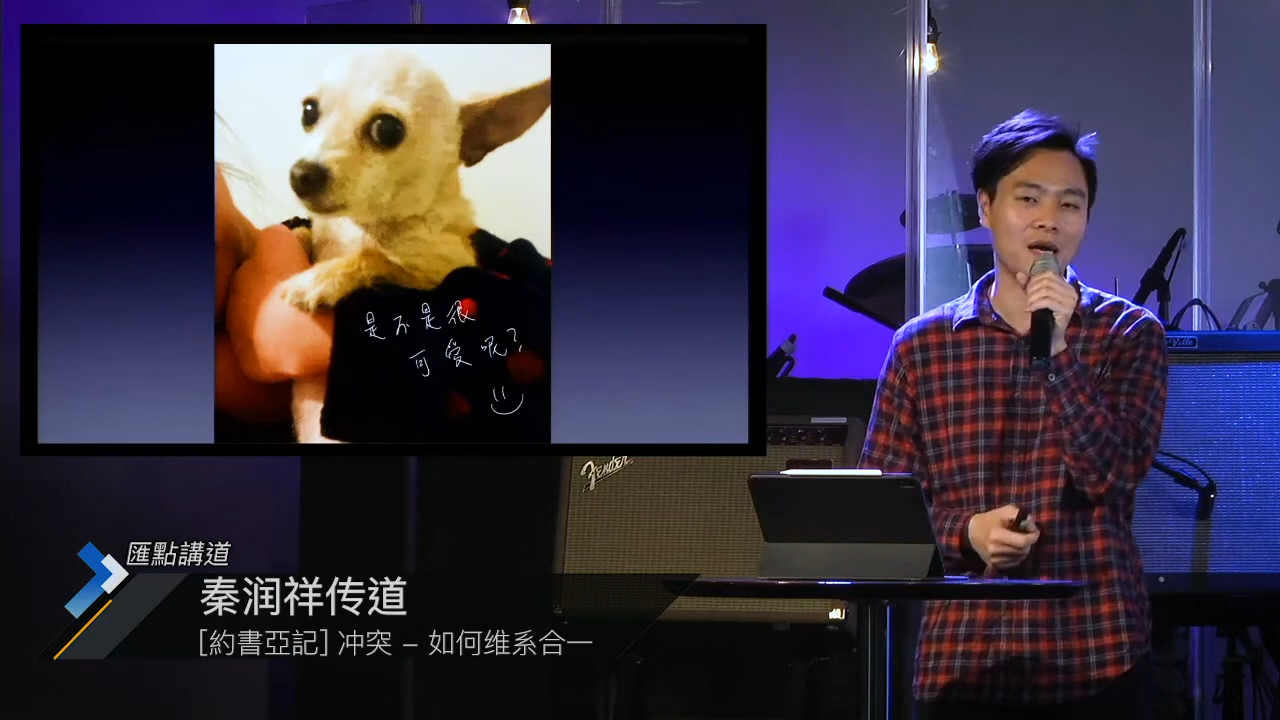 是不是很
可爱呢?
Fender
匯點講道
秦润祥传道
[約書亞記] 冲突 – 如何维系合一